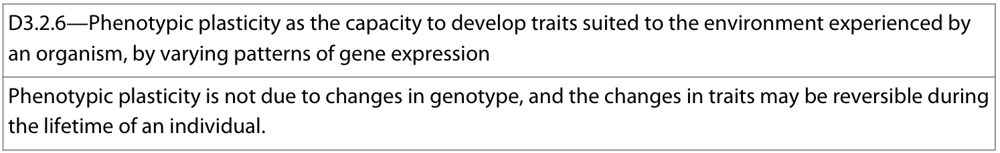 D3.2.6—Phenotypic plasticity as the capacity to develop traits suited to the environment experienced by
an organism, by varying patterns of gene expression
Phenotypic plasticity is not due to changes in genotype, and the changes in traits may be reversible during
the lifetime of an individual.